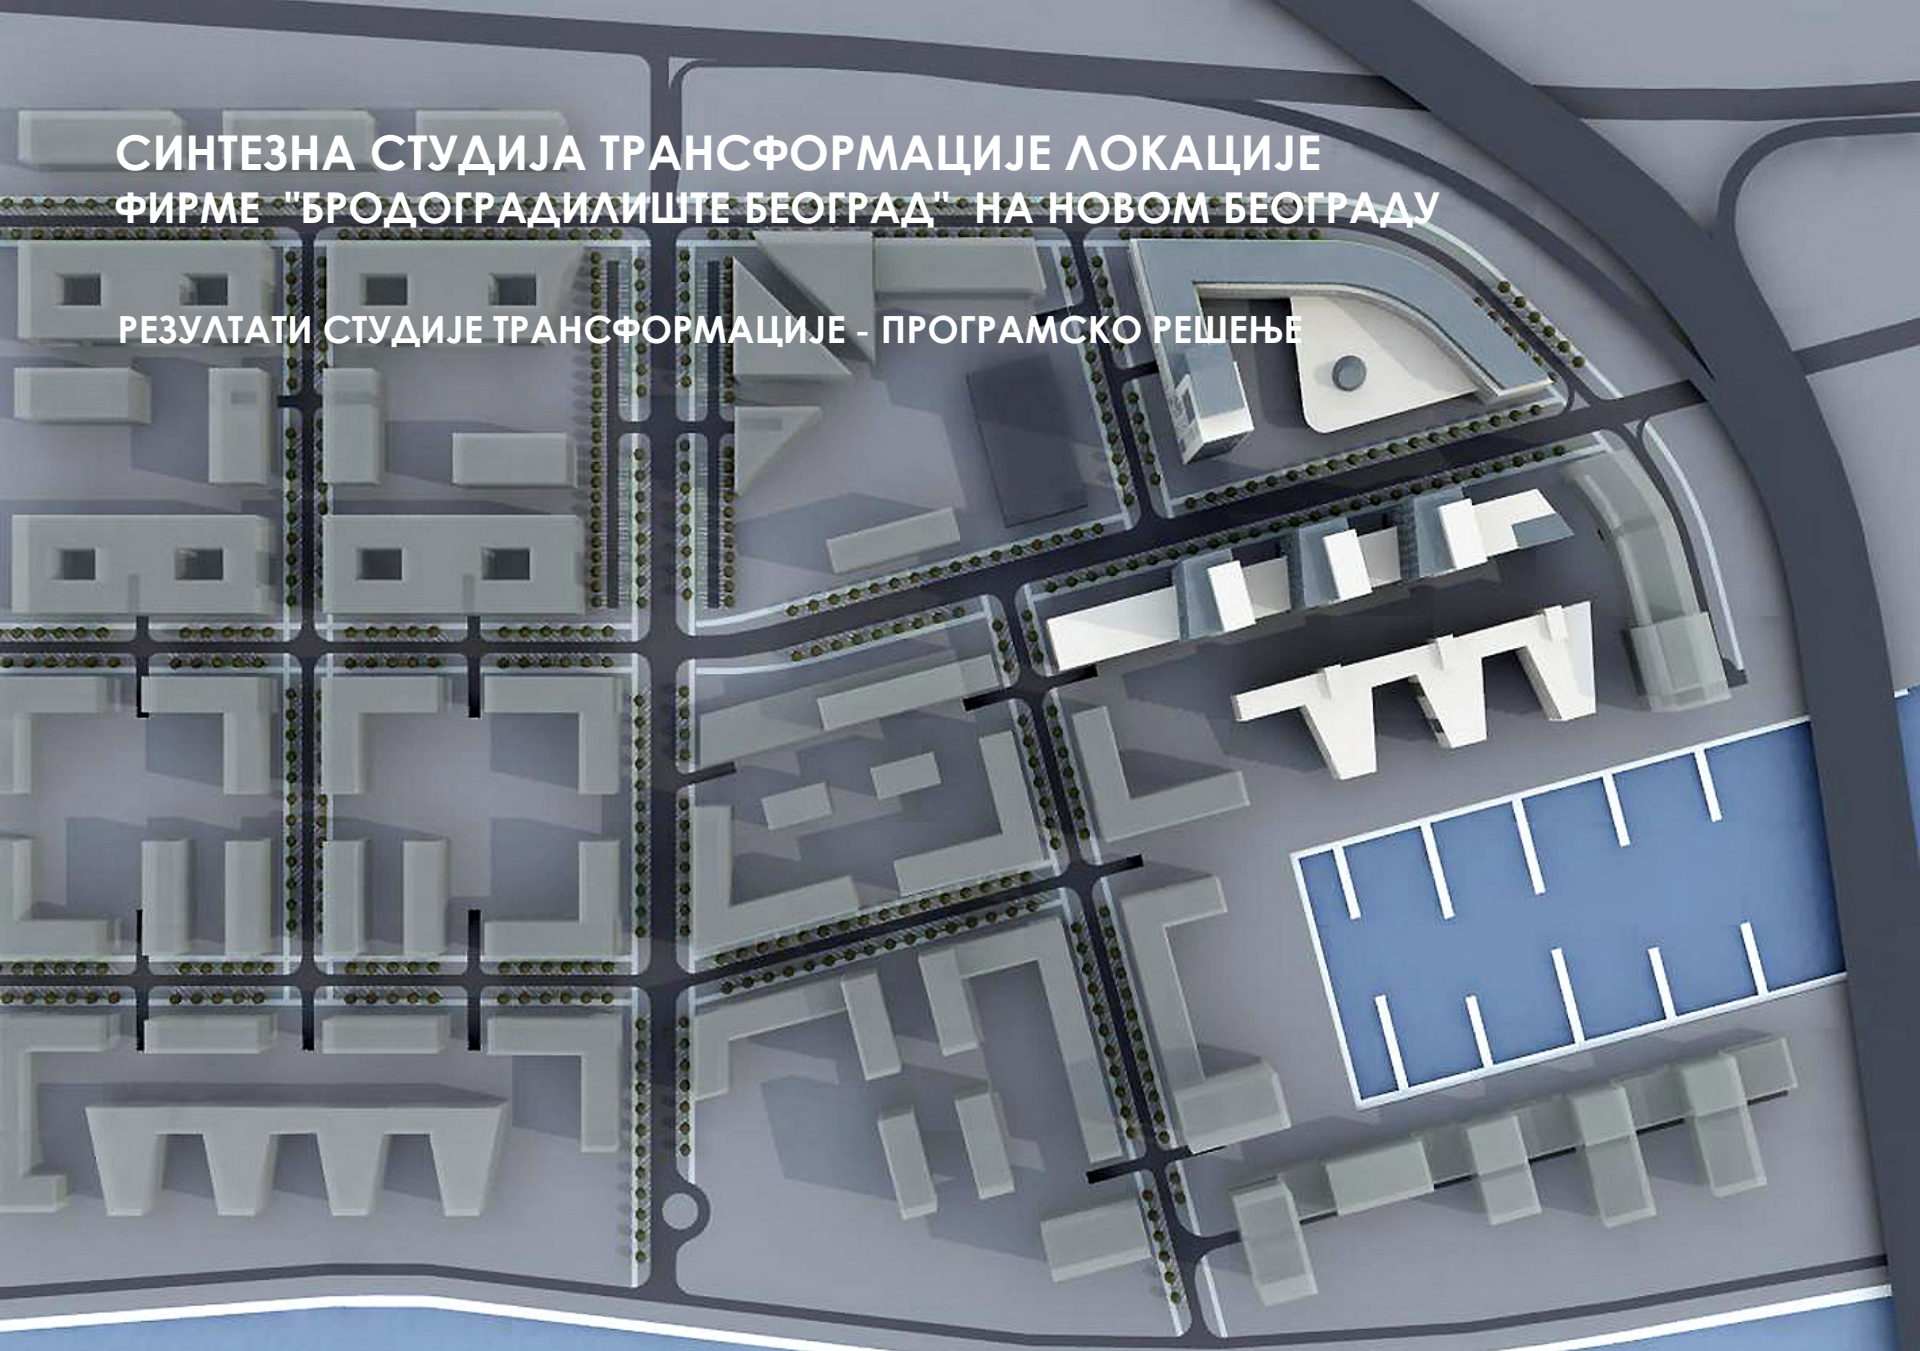 СИНТЕЗНА СТУДИЈА ТРАНСФОРМАЦИЈЕ ЛОКАЦИЈЕ
ФИРМЕ "БРОДОГРАДИЛИШТЕ БЕОГРАД" НА НОВОМ БЕОГРАДУ
РЕЗУЛТАТИ СТУДИЈЕ ТРАНСФОРМАЦИЈЕ - ПРОГРАМСКО РЕШЕЊЕ